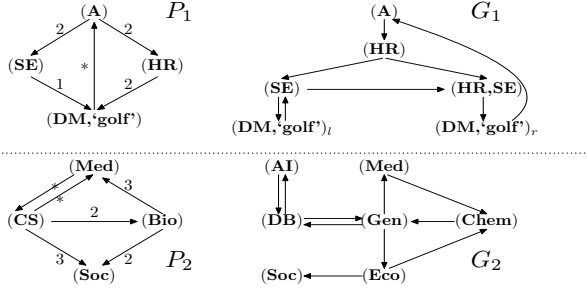 (A) P1 (A) G1
2 2
(HR)
(SE) * (HR) (SE) (HR,SE)
1 2
(DM,‘golf’) (DM,‘golf’)l (DM,‘golf’)r
(Med) (AI) (Med)
* * 3
(CS) 2 (Bio) (DB) (Gen) (Chem)
3 2
(Soc) P2 (Soc) (Eco) G2